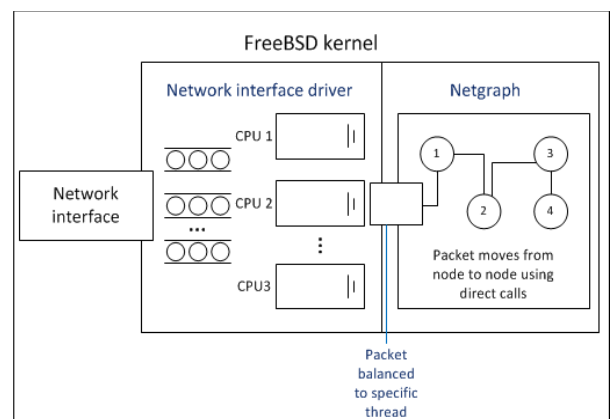 FreeBSD kernel
Network interface driver
Netgraph
Network
interface
CPU 1
CPU 2
...
CPU3
1
2
3
4
Packet moves from
node to node using
direct calls
Packet
balanced
to specific
thread